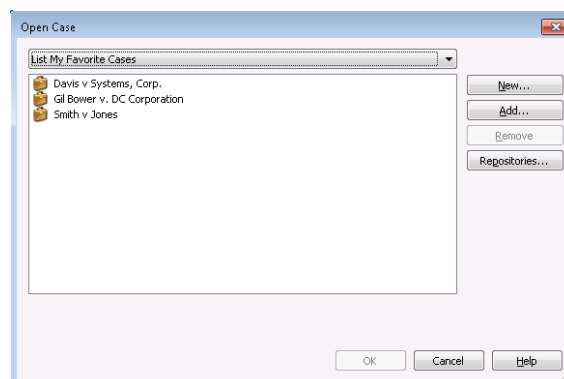 Open Case
List My Favorite Cases
Davis v Systems, Corp.
Gil Bower v. DC Corporation
Smith v Jones
New...
Add...
Remove
Repositories...
OK
Cancel
Help